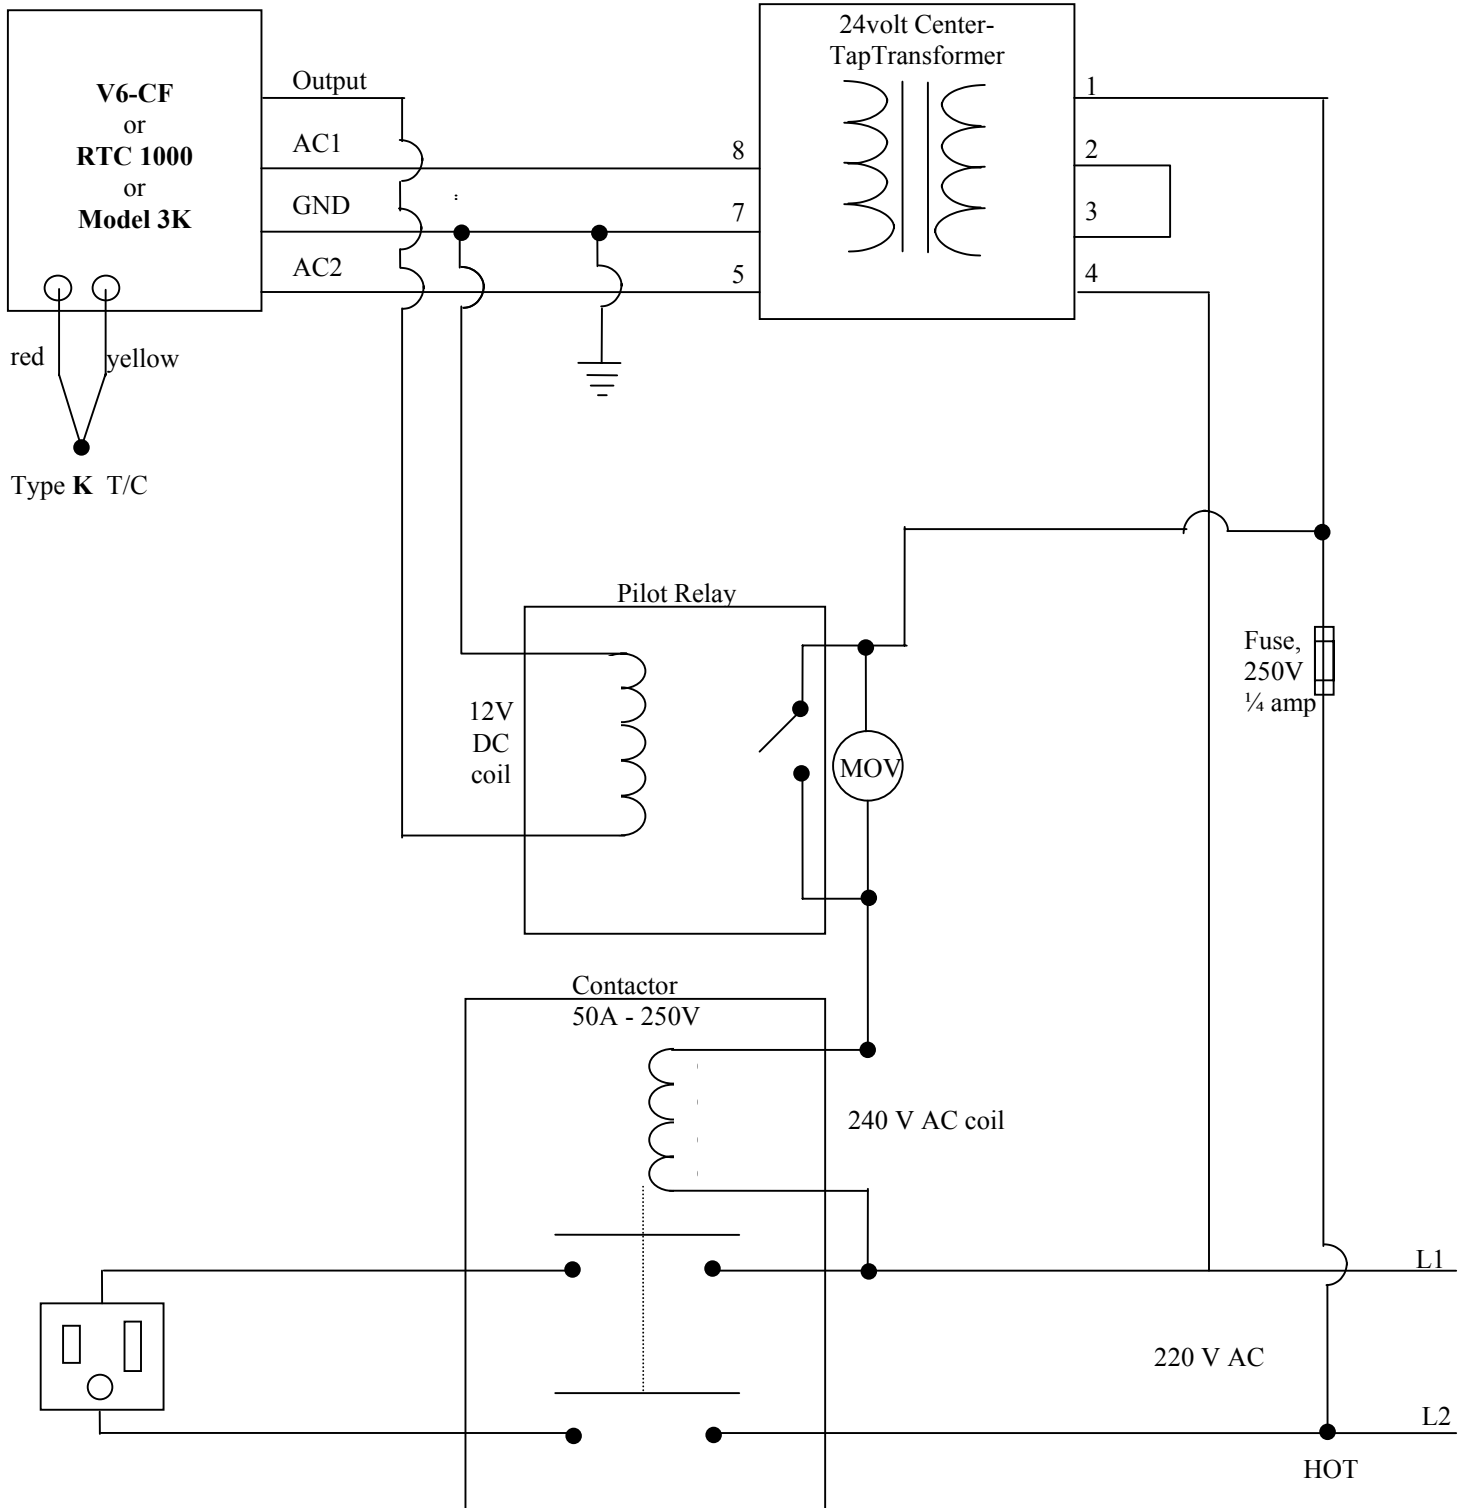 V6-CF
or
RTC 1000
or
Model 3K
Output
AC1
GND
AC2
red
yellow
Type K T/C
24volt Center-
TapTransformer
8
7
5
1
2
3
4
Pilot Relay
12V
DC
coil
MOV
Fuse,
250V
¼ amp
Contactor
50A - 250V
240 V AC coil
L1
220 V AC
L2
HOT